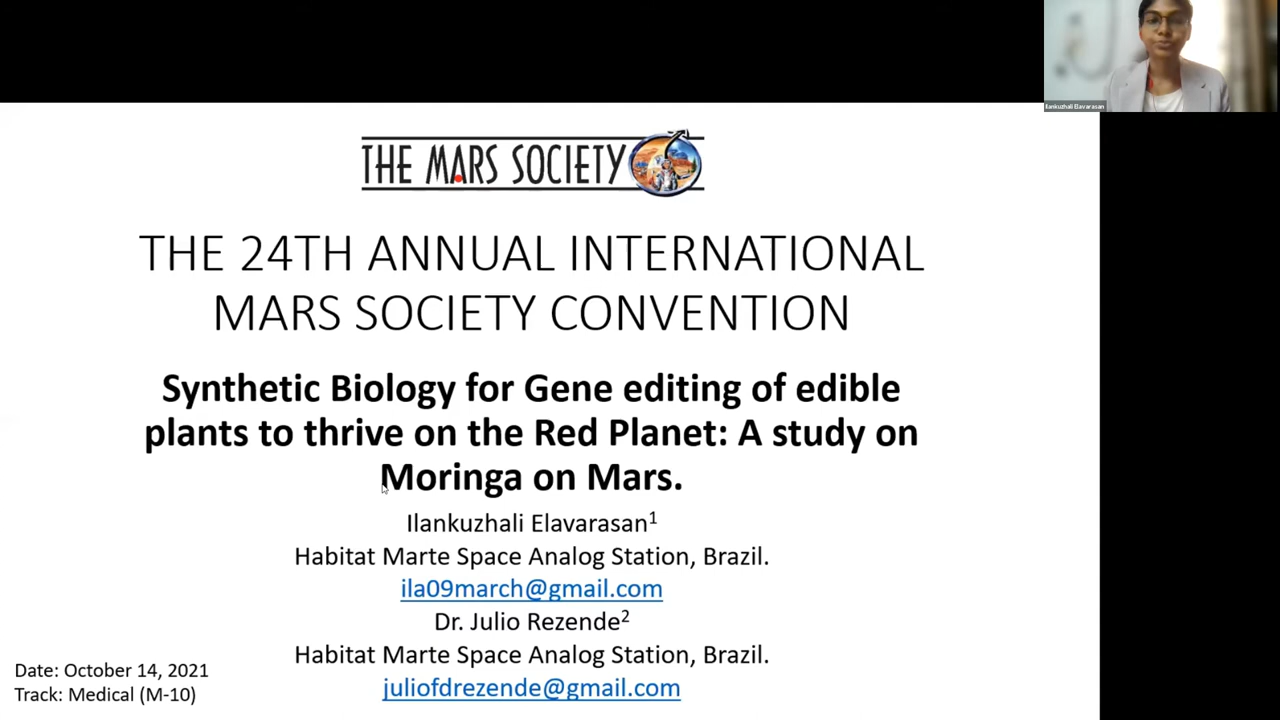 Ilankuzhali Elavarasan
THE MARS SOCIETY
THE 24TH ANNUAL INTERNATIONAL
MARS SOCIETY CONVENTION
Synthetic Biology for Gene editing of edible
plants to thrive on the Red Planet: A study on
Moringa on Mars.
Ilankuzhali Elavarasan¹
Habitat Marte Space Analog Station, Brazil.
ila09march@gmail.com
Dr. Julio Rezende²
Habitat Marte Space Analog Station, Brazil.
juliofdrezende@gmail.com
Date: October 14, 2021
Track: Medical (M-10)